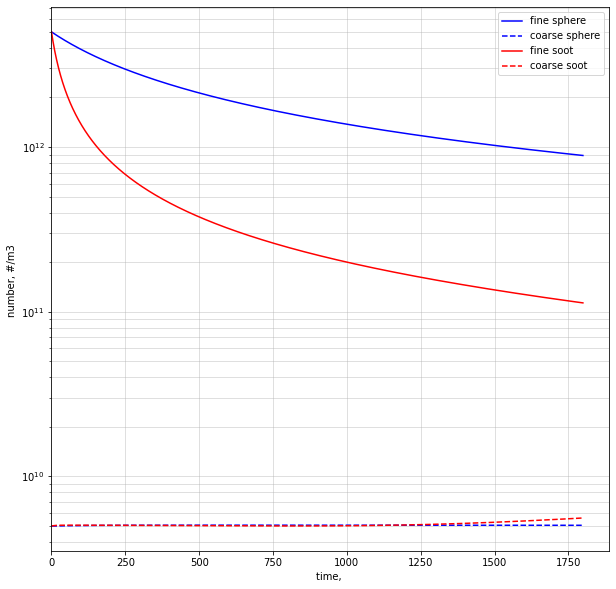 fine sphere
coarse sphere
fine soot
coarse soot
10¹²
10¹¹
10¹⁰
number, #/m3
0
250
500
750
1000
1250
1500
1750
time,